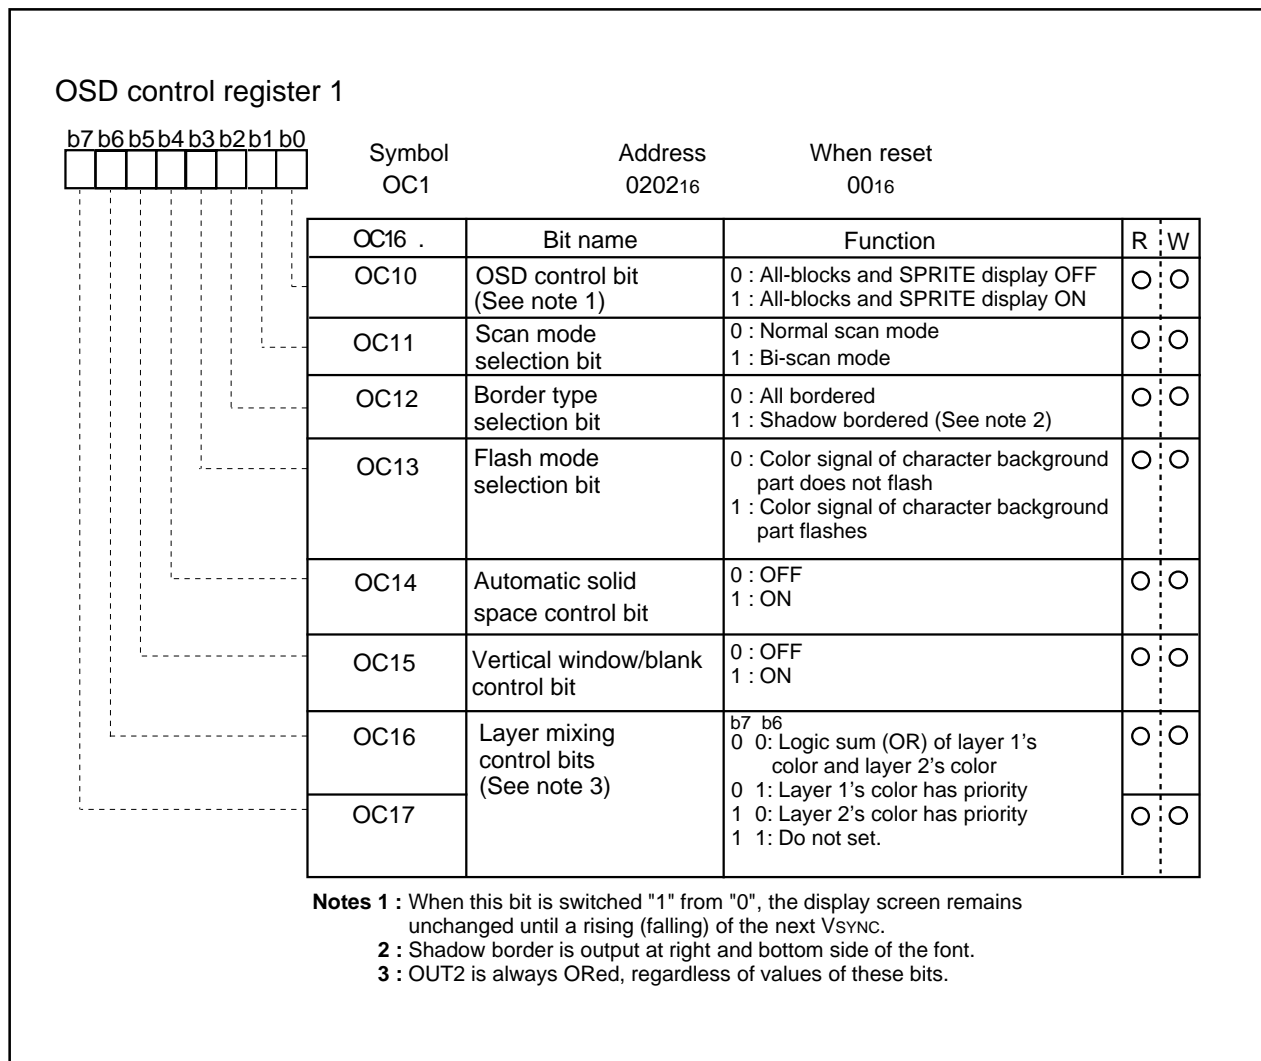 OSD control register 1
b7 b6 b5 b4 b3 b2 b1 b0
Symbol Address When reset
OC1 020216 0016
OC16 . Bit name Function R W
OC10 OSD control bit (See note 1) 0 : All-blocks and SPRITE display OFF
1 : All-blocks and SPRITE display ON
OC11 Scan mode selection bit 0 : Normal scan mode
1 : Bi-scan mode
OC12 Border type selection bit 0 : All bordered
1 : Shadow bordered (See note 2)
OC13 Flash mode selection bit 0 : Color signal of character background
part does not flash
1 : Color signal of character background
part flashes
OC14 Automatic solid space control bit 0 : OFF
1 : ON
OC15 Vertical window/blank control bit 0 : OFF
1 : ON
OC16 Layer mixing control bits (See note 3) b7 b6
0 0: Logic sum (OR) of layer 1's
color and layer 2's color
0 1: Layer 1's color has priority
OC17 1 0: Layer 2's color has priority
1 1: Do not set.
Notes 1 : When this bit is switched "1" from "0", the display screen remains
unchanged until a rising (falling) of the next VSYNC.
2 : Shadow border is output at right and bottom side of the font.
3 : OUT2 is always ORed, regardless of values of these bits.